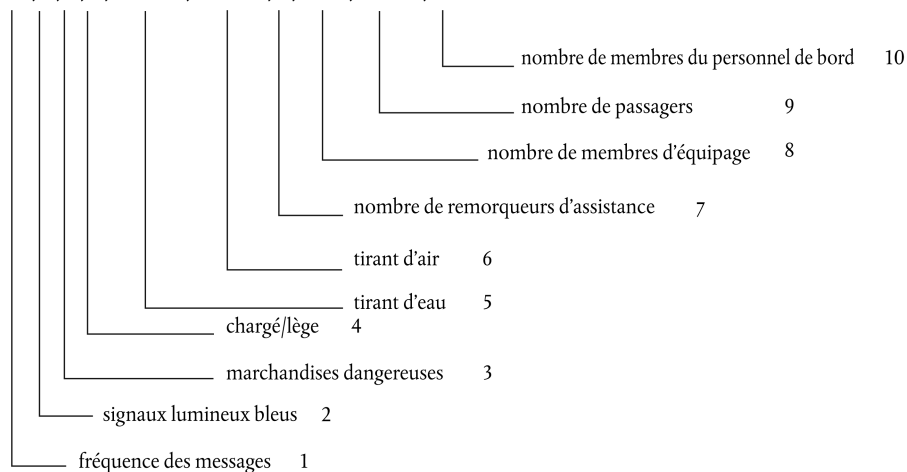 nombre de membres du personnel de bord 10
nombre de passagers 9
nombre de membres d'équipage 8
nombre de remorqueurs d'assistance 7
tirant d'air 6
tirant d'eau 5
chargé/lège 4
marchandises dangereuses 3
signaux lumineux bleus 2
fréquence des messages 1